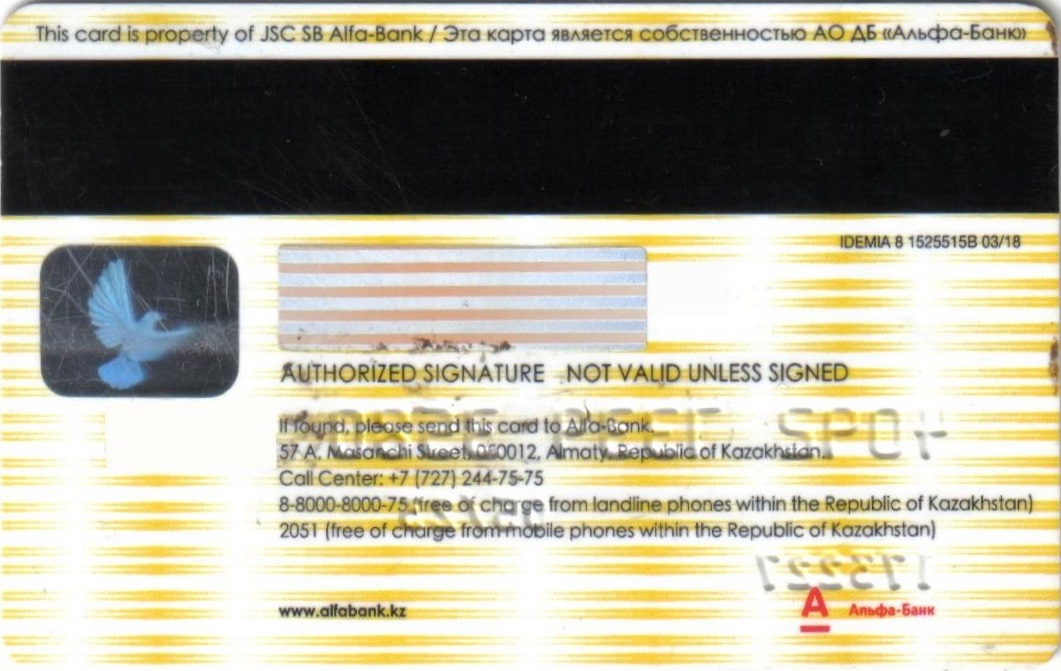 This card is property of JSC SB Alfa-Bank / Эта карта является собственностью АО ДБ «Альфа-Банк»
IDEMIA 8 1525515B 03/18
AUTHORIZED SIGNATURE NOT VALID UNLESS SIGNED
If found, please send this card to Alfa-Bank.
57 A. Masanchi Street, 050012, Almaty, Republic of Kazakhstan.
Call Center: +7 (727) 244-75-75
8-8000-8000-75 (free of charge from landline phones within the Republic of Kazakhstan)
2051 (free of charge from mobile phones within the Republic of Kazakhstan)
www.alfabank.kz
А Альфа-Банк